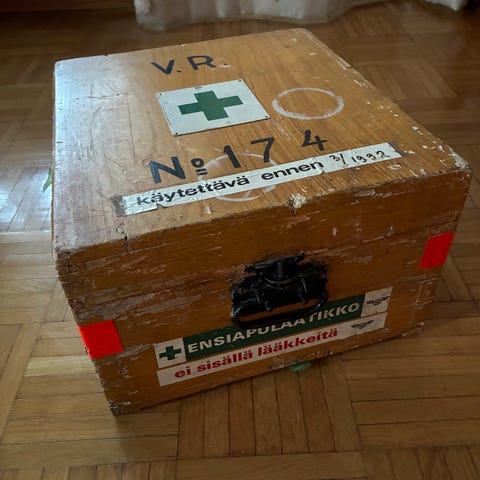 V.R.
Nº 174
käytettävä ennen 3/1992
ENSIAPULAATIKKO
ei sisällä lääkkeitä